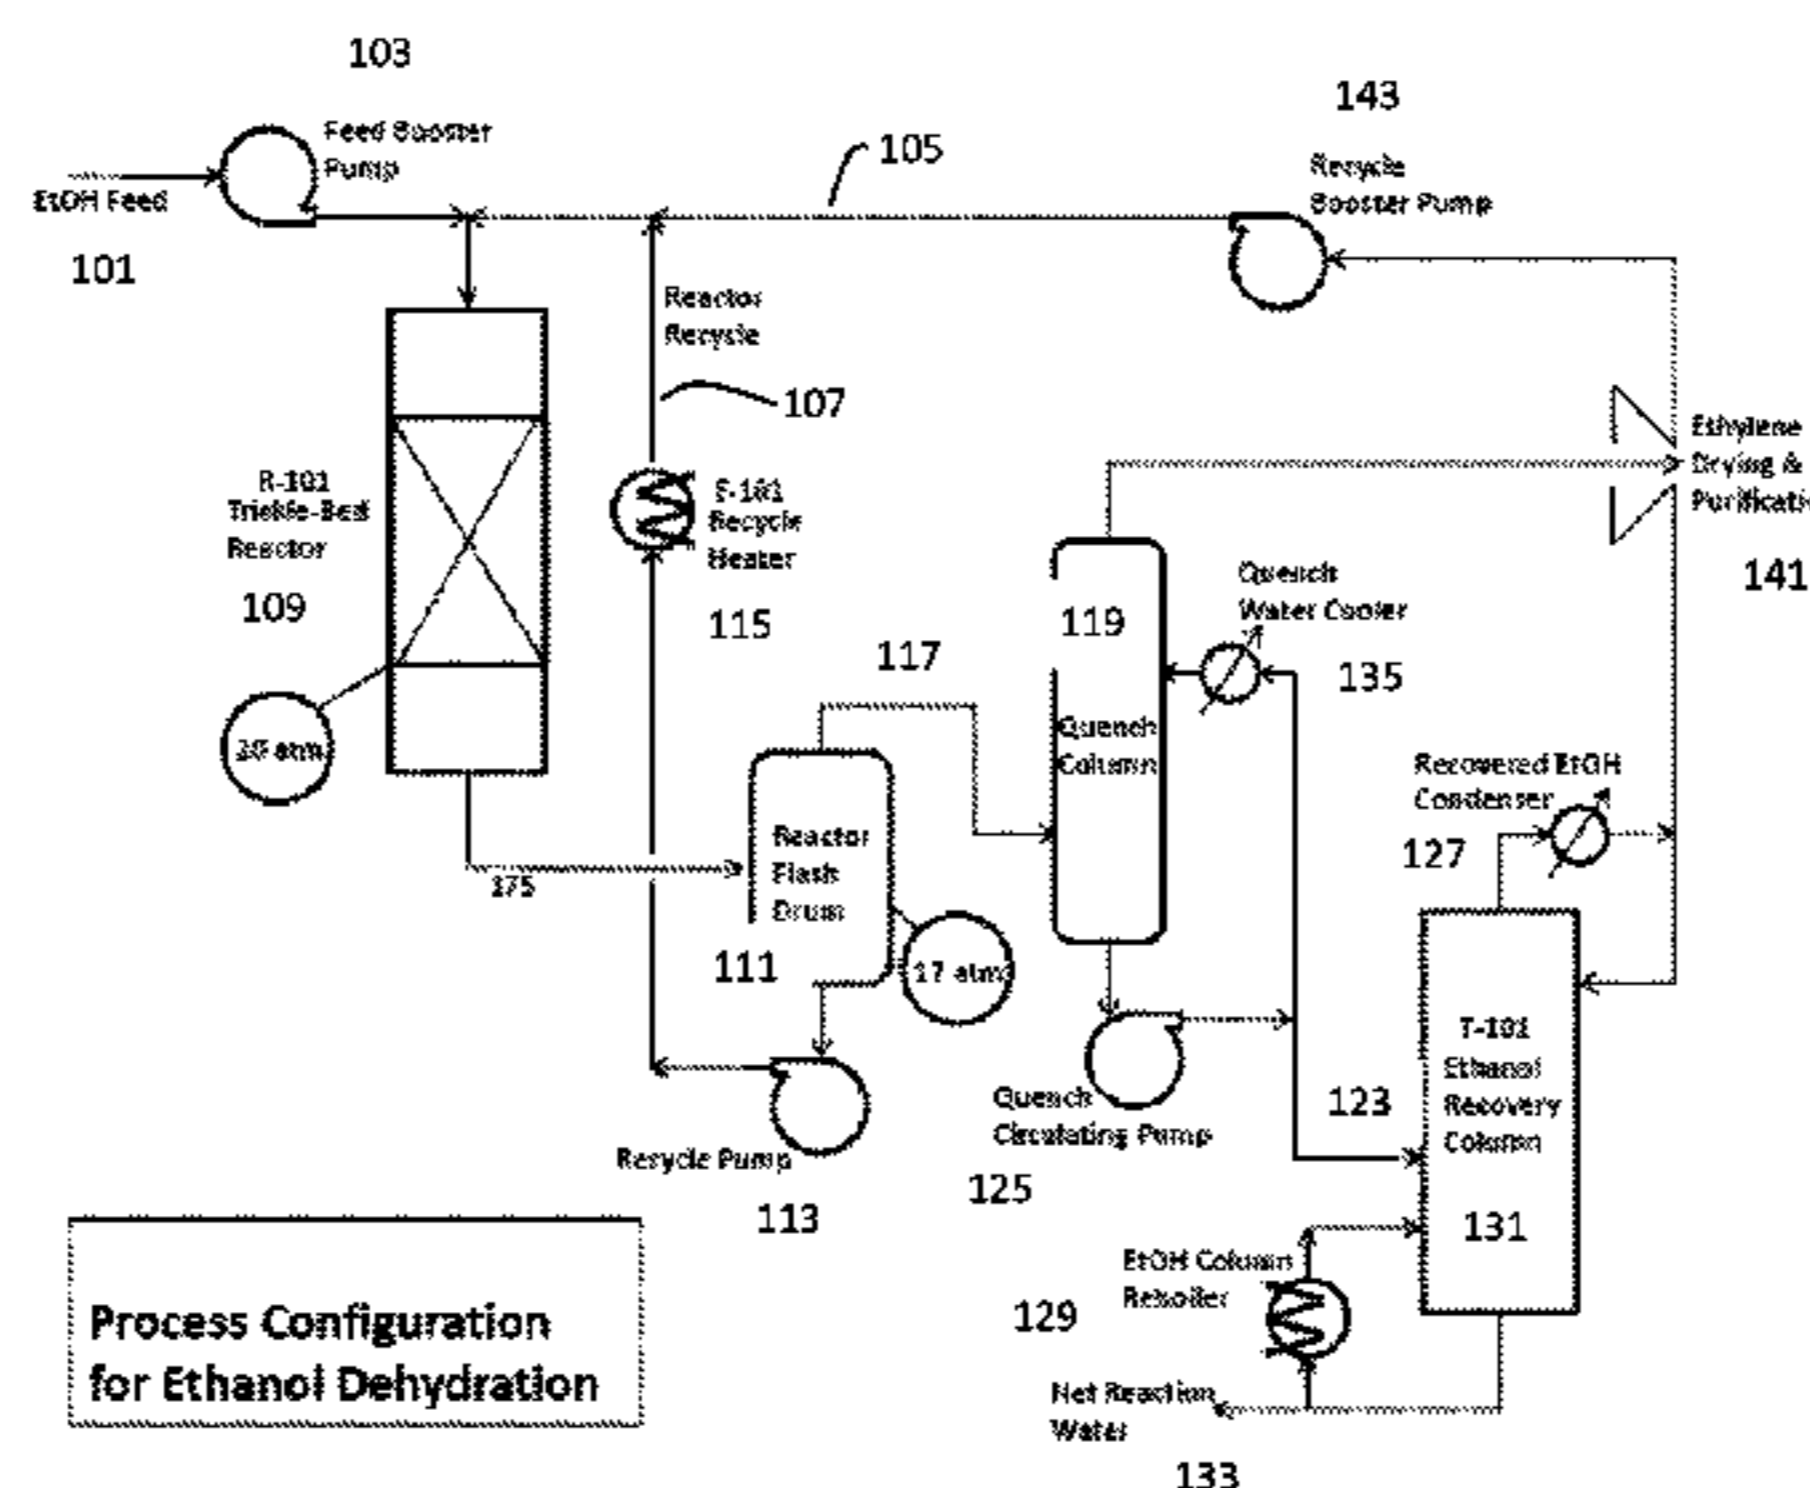 103
Feed Booster
Pump
EtOH Feed
101
105
143
Recycle
Booster Pump
Reactor
Recycle
107
R-101
Trickle-Bed
Reactor
109
Recycle
Heater
115
117
119
Quench
Column
Quench
Water Cooler
135
Ethylene
Drying &
141
atm
Reactor
Flash
Drum
111
17 atm
Recovered EtOH
Condenser
127
T-101
Ethanol
Recovery
Column
131
123
Quench
Circulating Pump
125
Recycle Pump
113
EtOH Column
Reboiler
129
Net Reaction
Water
133
Process Configuration
for Ethanol Dehydration